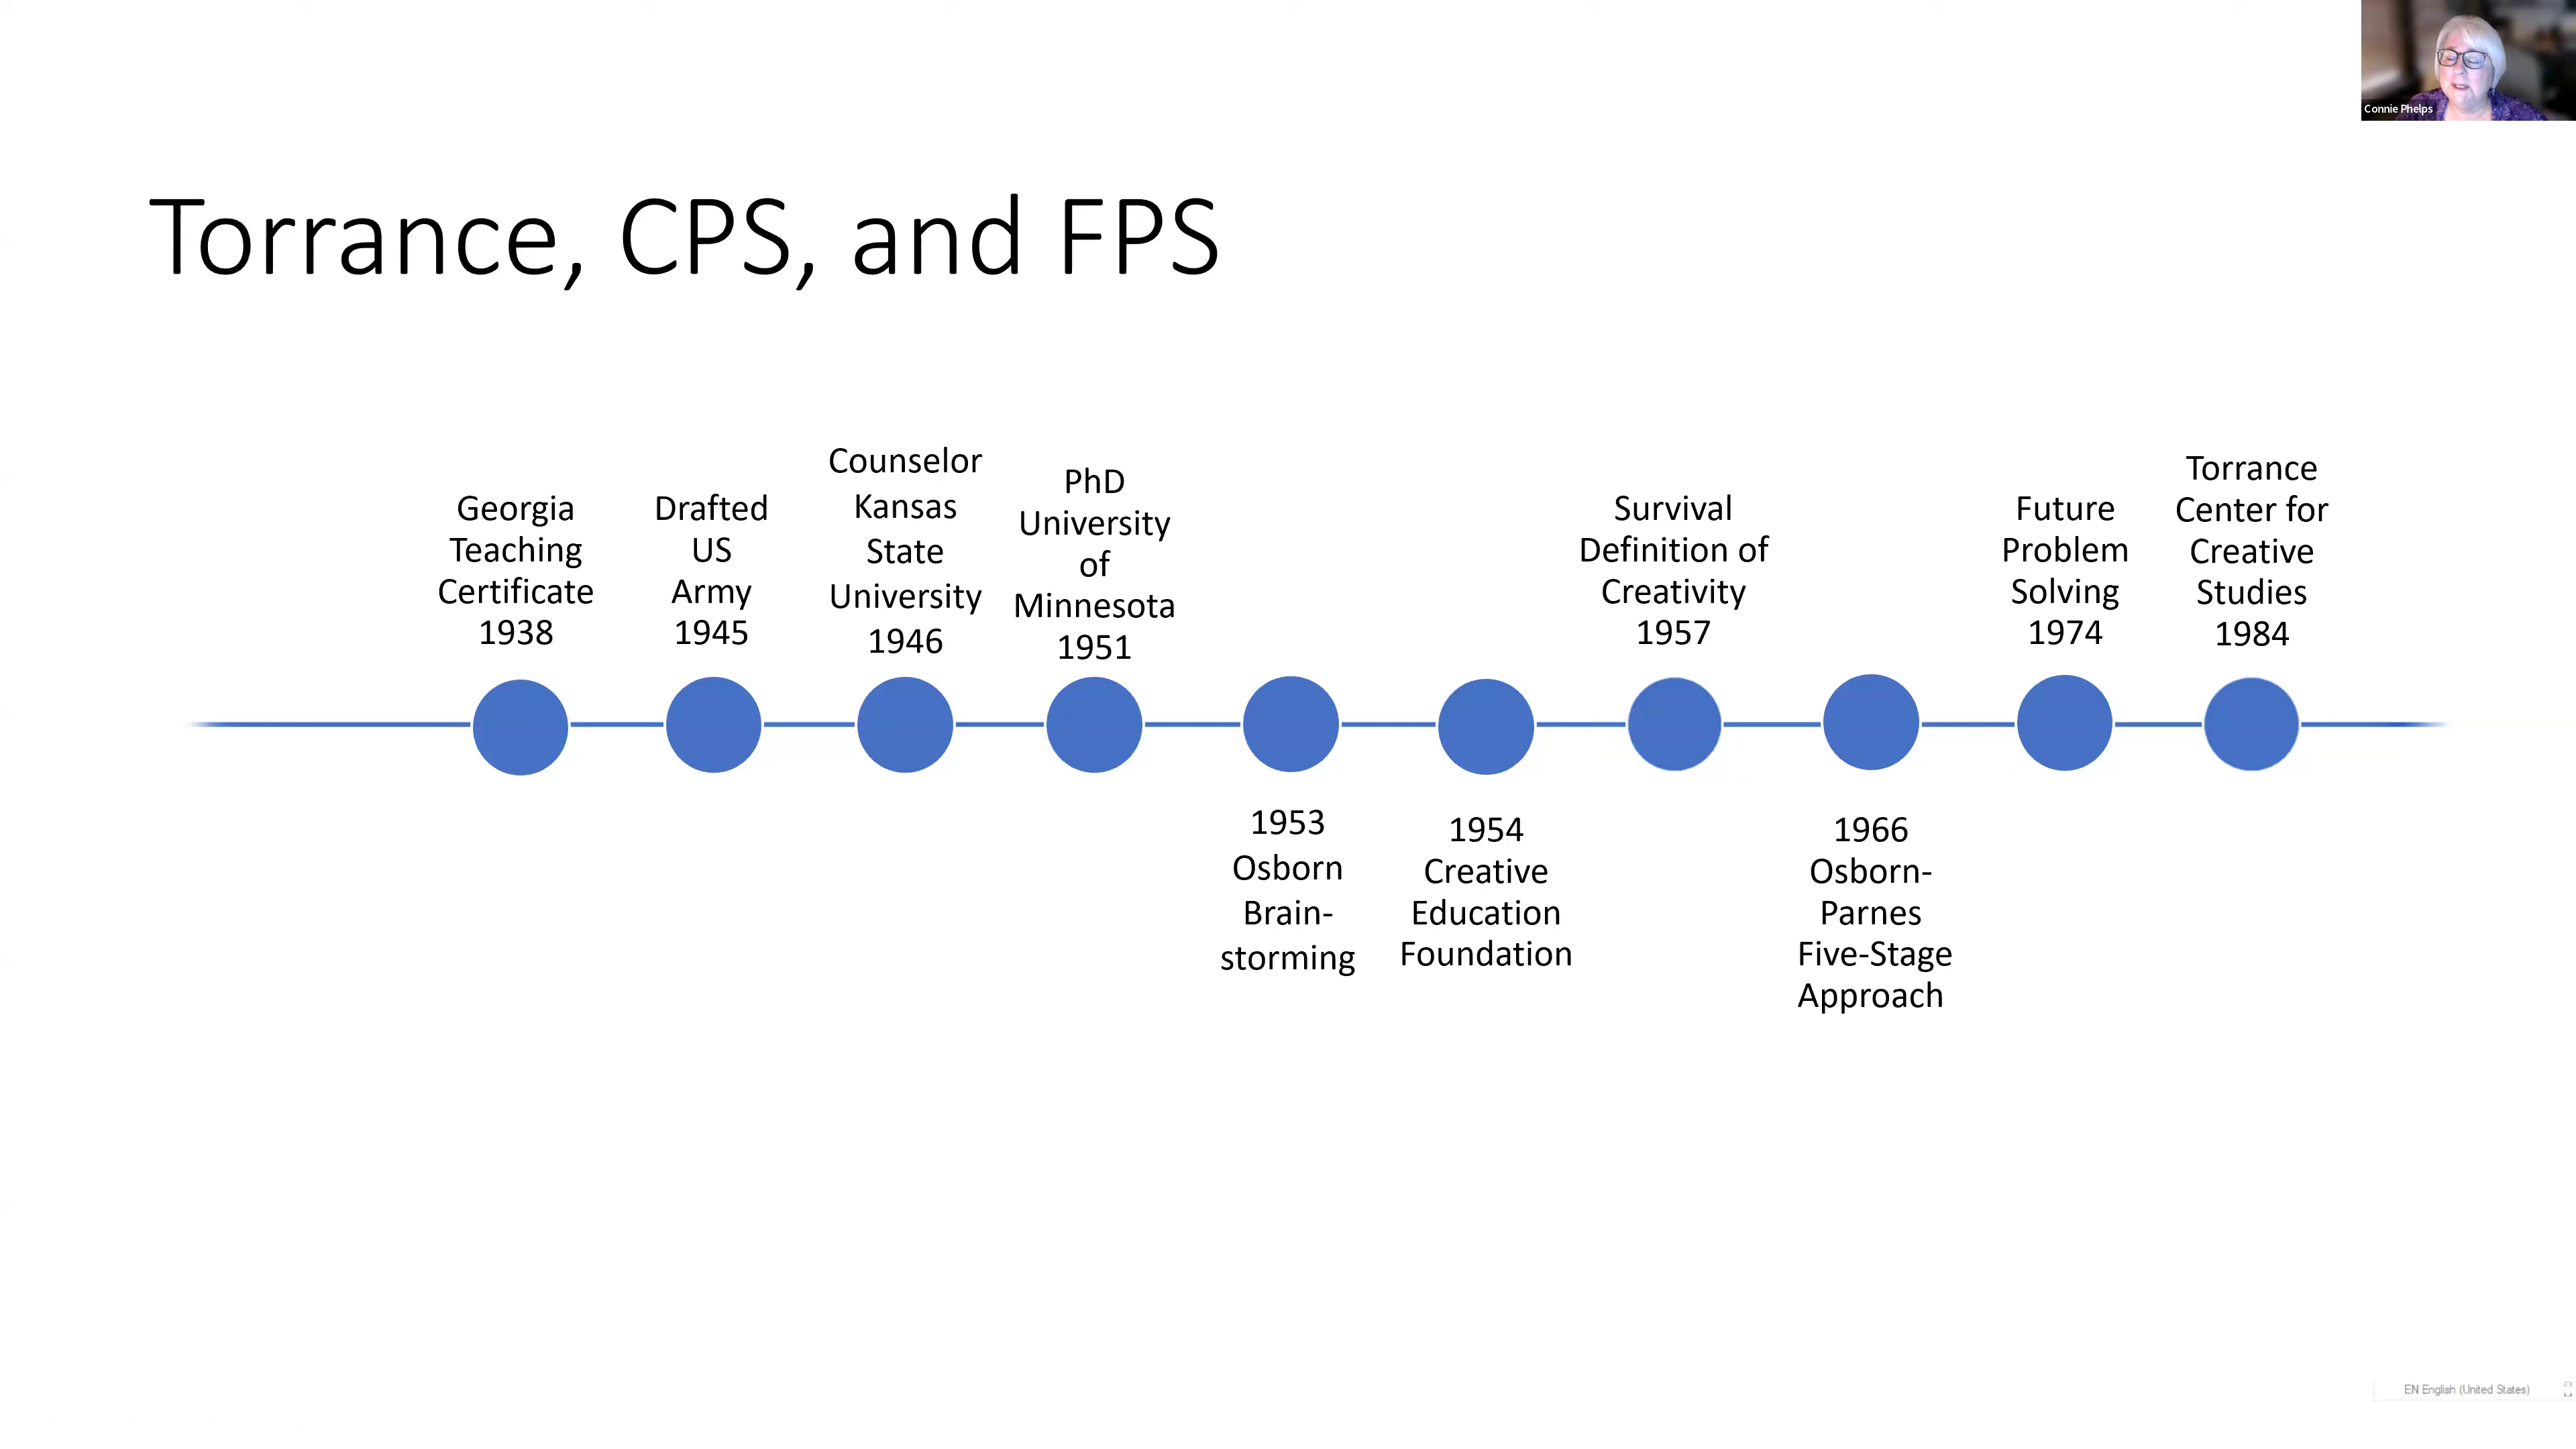 Connie Phelps
Torrance, CPS, and FPS
Georgia
Teaching
Certificate
1938
Drafted
US
Army
1945
Counselor
Kansas
State
University
1946
PhD
University
of
Minnesota
1951
1953
Osborn
Brain-
storming
1954
Creative
Education
Foundation
Survival
Definition of
Creativity
1957
1966
Osborn-
Parnes
Five-Stage
Approach
Future
Problem
Solving
1974
Torrance
Center for
Creative
Studies
1984
EN English (United States)